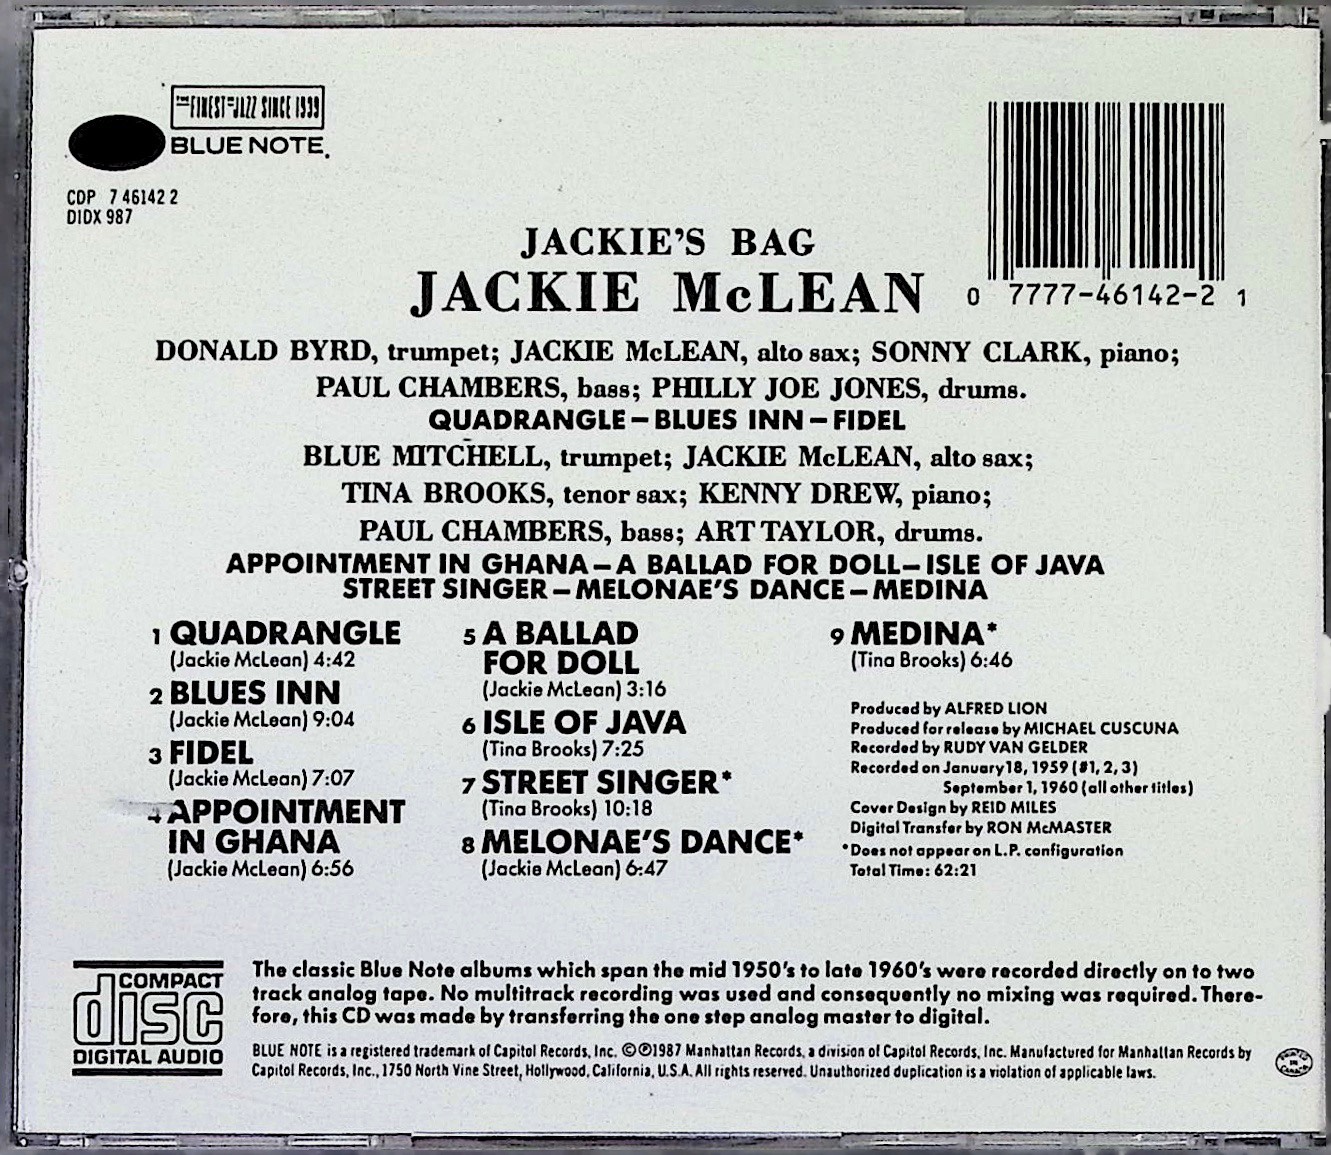 THE FINEST IN JAZZ SINCE 1939
BLUE NOTE.
CDP 7 46142 2
DIDX 987
JACKIE'S BAG
JACKIE McLEAN
0 7777-46142-2 1
DONALD BYRD, trumpet; JACKIE McLEAN, alto sax; SONNY CLARK, piano;
PAUL CHAMBERS, bass; PHILLY JOE JONES, drums.
QUADRANGLE – BLUES INN – FIDEL
BLUE MITCHELL, trumpet; JACKIE McLEAN, alto sax;
TINA BROOKS, tenor sax; KENNY DREW, piano;
PAUL CHAMBERS, bass; ART TAYLOR, drums.
APPOINTMENT IN GHANA – A BALLAD FOR DOLL – ISLE OF JAVA
STREET SINGER – MELONAE'S DANCE – MEDINA
1 QUADRANGLE
(Jackie McLean) 4:42
2 BLUES INN
(Jackie McLean) 9:04
3 FIDEL
(Jackie McLean) 7:07
4 APPOINTMENT
IN GHANA
(Jackie McLean) 6:56
5 A BALLAD
FOR DOLL
(Jackie McLean) 3:16
6 ISLE OF JAVA
(Tina Brooks) 7:25
7 STREET SINGER*
(Tina Brooks) 10:18
8 MELONAE'S DANCE*
(Jackie McLean) 6:47
9 MEDINA*
(Tina Brooks) 6:46
Produced by ALFRED LION
Produced for release by MICHAEL CUSCUNA
Recorded by RUDY VAN GELDER
Recorded on January 18, 1959 (#1, 2, 3)
September 1, 1960 (all other titles)
Cover Design by REID MILES
Digital Transfer by RON McMASTER
*Does not appear on L.P. configuration
Total Time: 62:21
COMPACT
disc
DIGITAL AUDIO
The classic Blue Note albums which span the mid 1950's to late 1960's were recorded directly on to two
track analog tape. No multitrack recording was used and consequently no mixing was required. There-
fore, this CD was made by transferring the one step analog master to digital.
BLUE NOTE is a registered trademark of Capitol Records, Inc. ©℗1987 Manhattan Records, a division of Capitol Records, Inc. Manufactured for Manhattan Records by
Capitol Records, Inc., 1750 North Vine Street, Hollywood, California, U.S.A. All rights reserved. Unauthorized duplication is a violation of applicable laws.
PRINTED
IN
CANADA